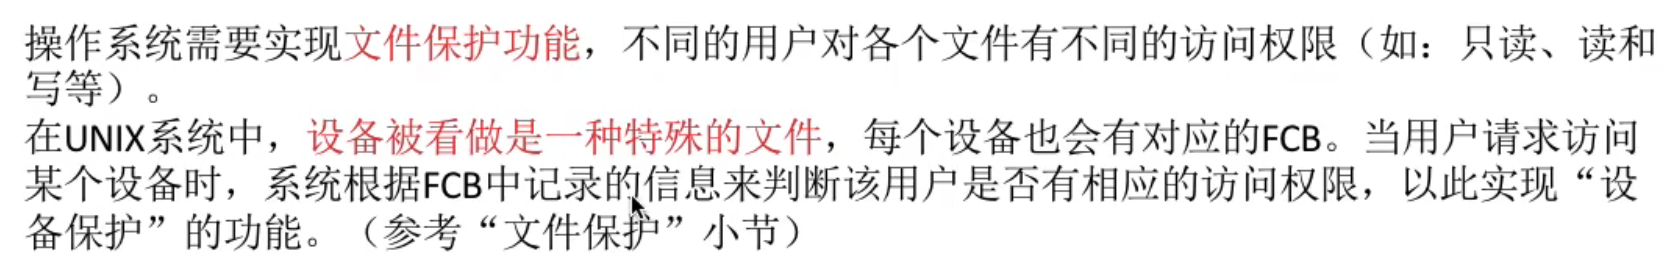 操作系统需要实现文件保护功能，不同的用户对各个文件有不同的访问权限（如：只读、读和
写等）。
在UNIX系统中，设备被看做是一种特殊的文件，每个设备也会有对应的FCB。当用户请求访问
某个设备时，系统根据FCB中记录的信息来判断该用户是否有相应的访问权限，以此实现“设
备保护”的功能。（参考“文件保护”小节）